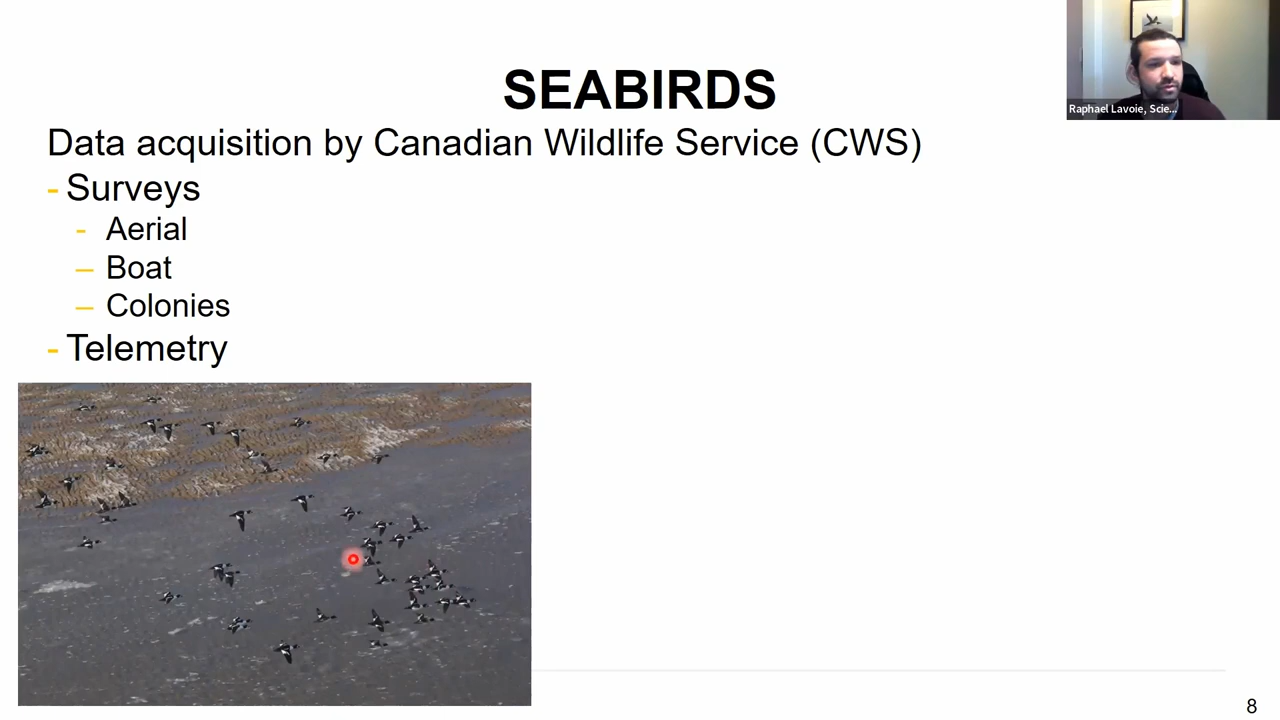 SEABIRDS
Data acquisition by Canadian Wildlife Service (CWS)
- Surveys
- Aerial
– Boat
– Colonies
- Telemetry
Raphael Lavoie, Scie...
8